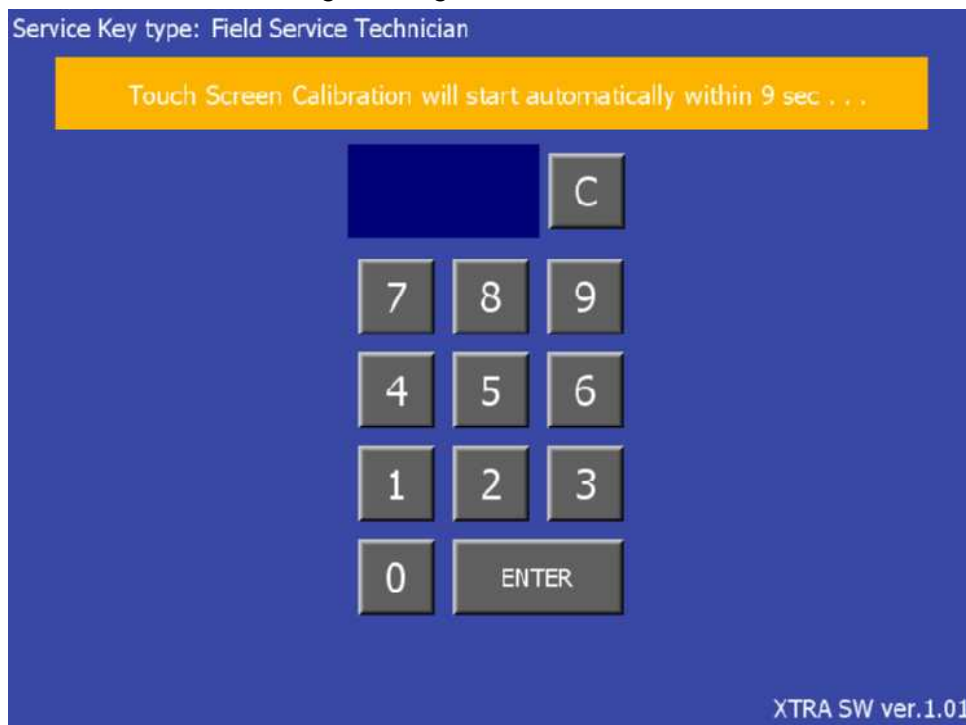 Service Key type: Field Service Technician
Touch Screen Calibration will start automatically within 9 sec . . .
C
7 8 9
4 5 6
1 2 3
0 ENTER
XTRA SW ver.1.01